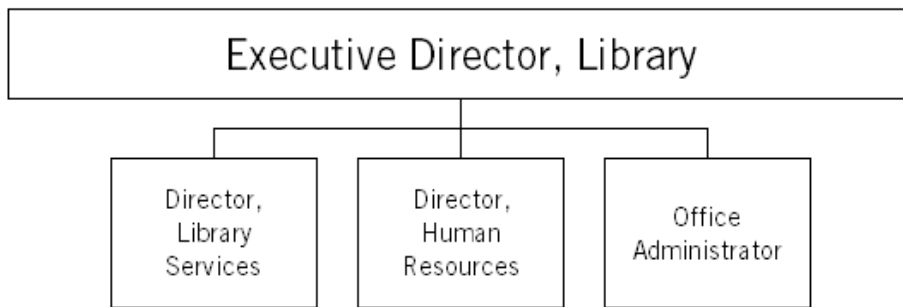 Executive Director, Library
Director,
Library
Services
Director,
Human
Resources
Office
Administrator